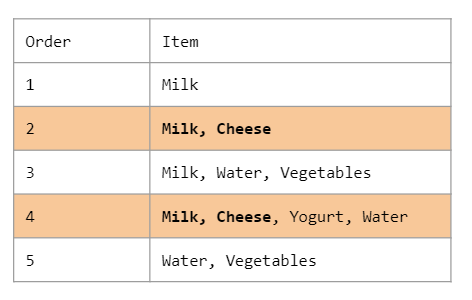 Order Item
1 Milk
2 Milk, Cheese
3 Milk, Water, Vegetables
4 Milk, Cheese, Yogurt, Water
5 Water, Vegetables